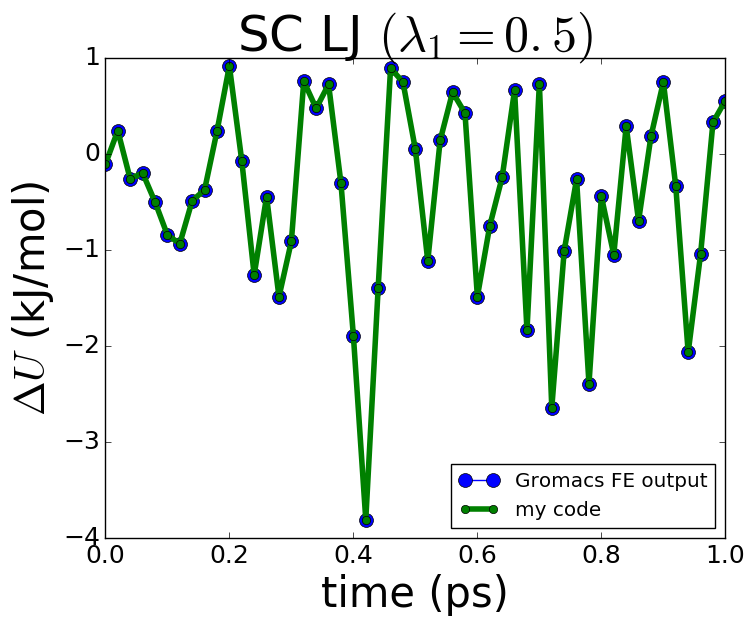 SC LJ (λ₁ = 0.5)
1
0
−1
−2
−3
−4
0.0 0.2 0.4 0.6 0.8 1.0
ΔU (kJ/mol)
time (ps)
Gromacs FE output
my code